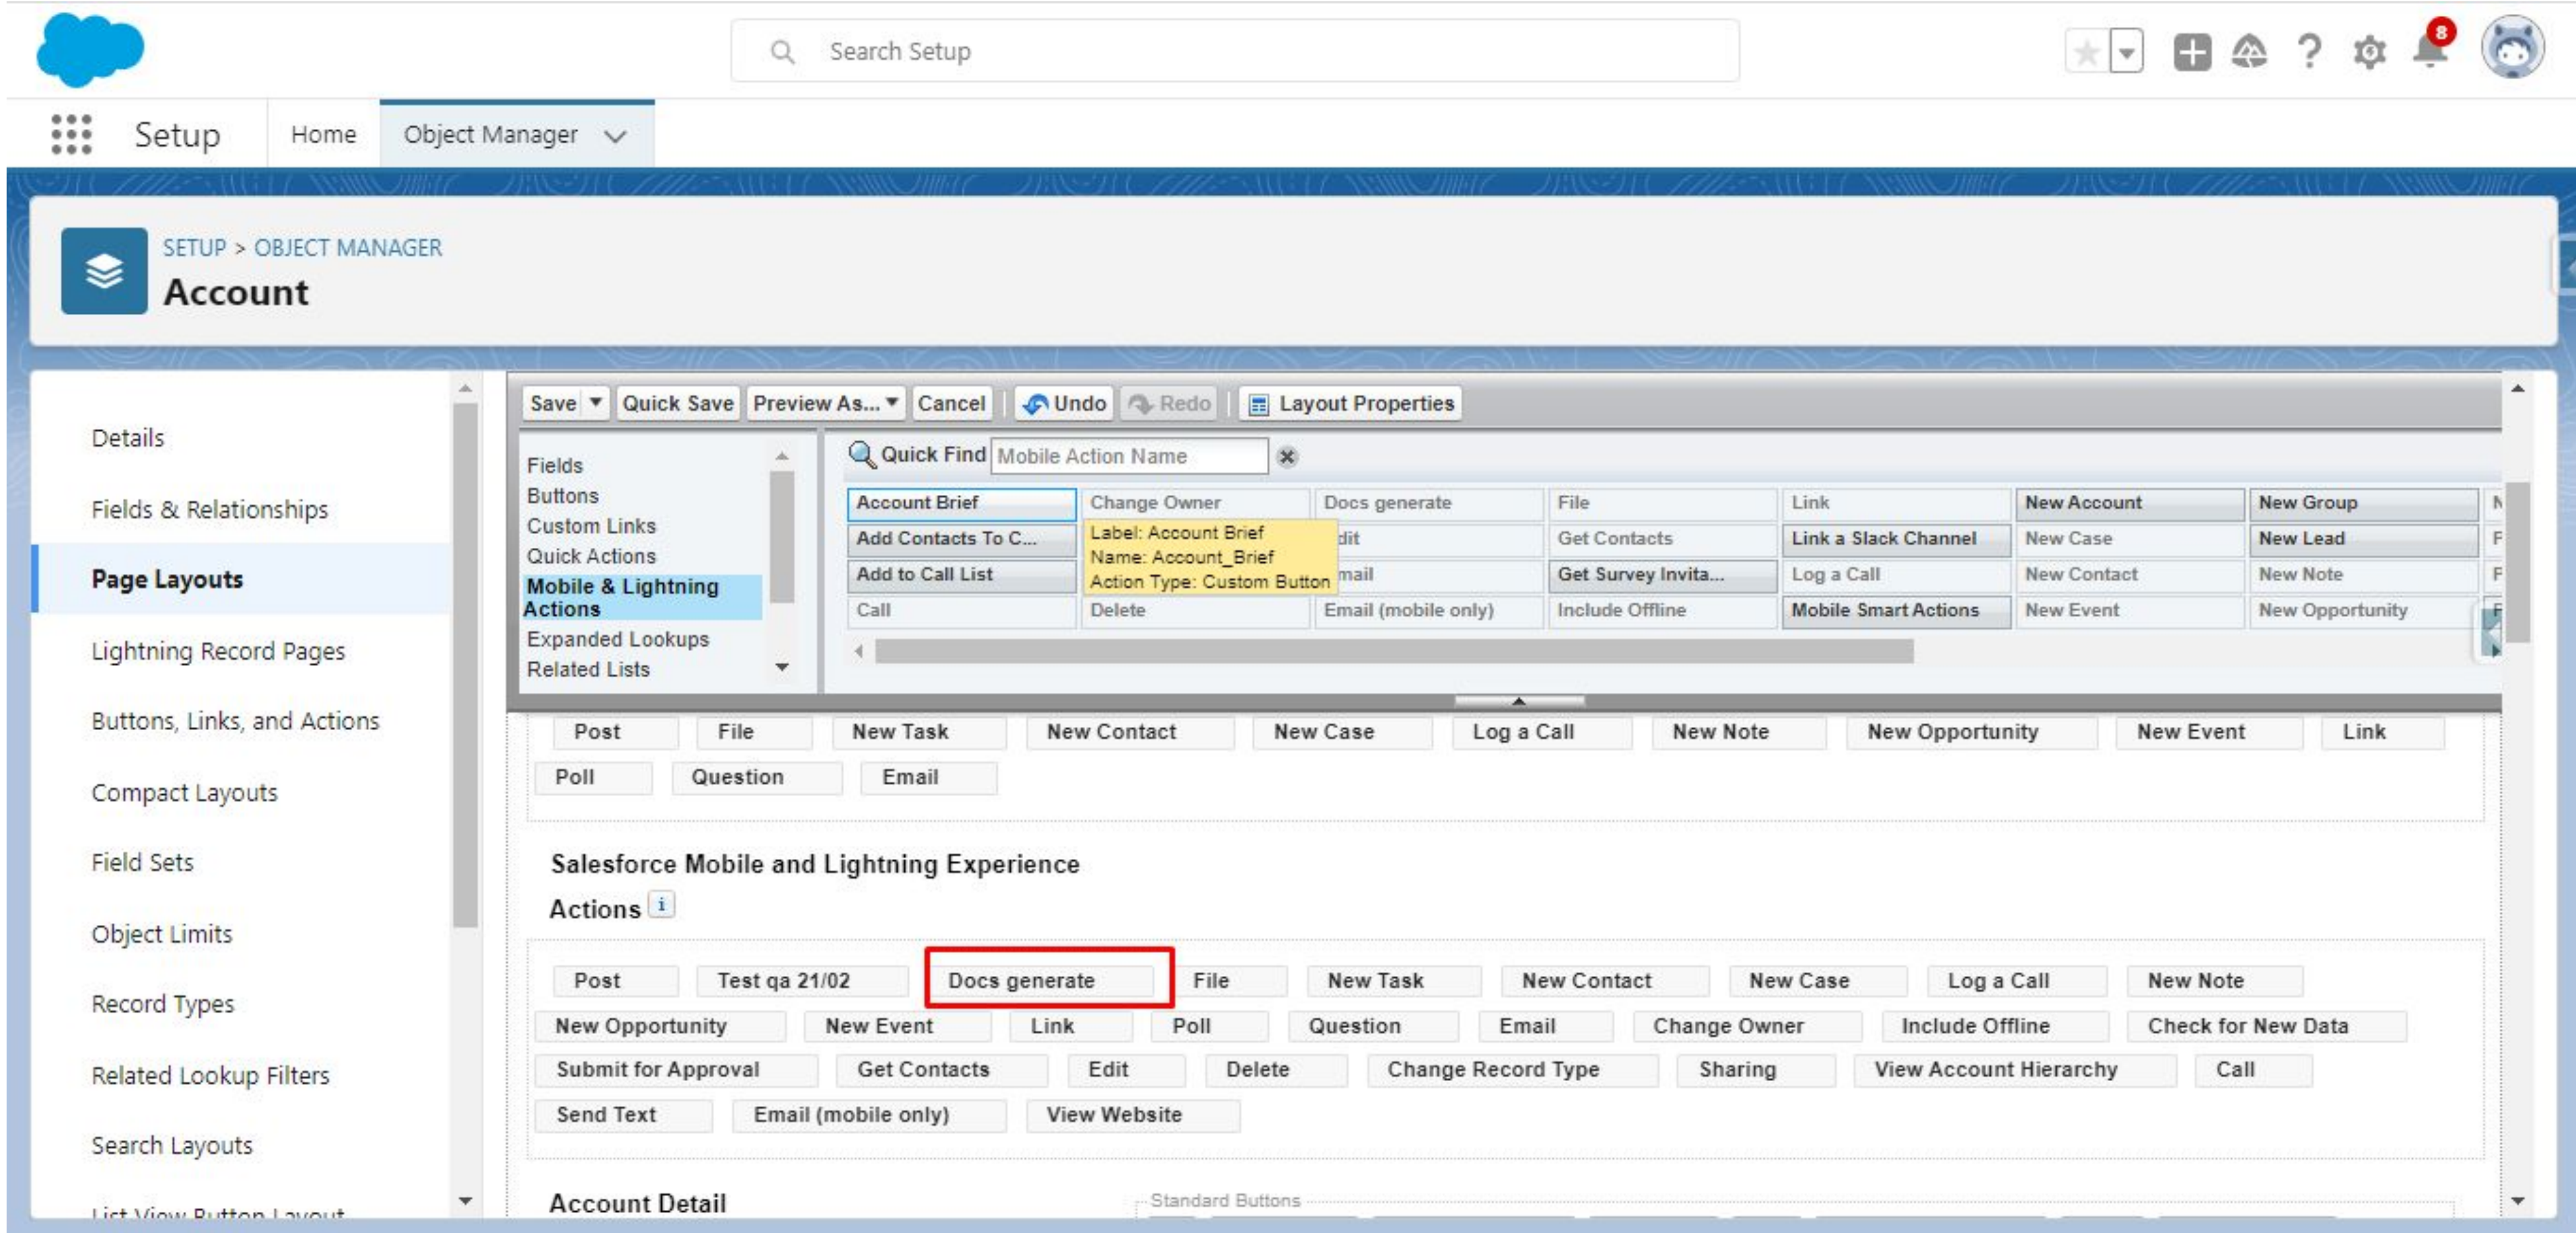 Search Setup
8
Setup Home Object Manager
SETUP > OBJECT MANAGER
Account
Details
Fields & Relationships
Page Layouts
Lightning Record Pages
Buttons, Links, and Actions
Compact Layouts
Field Sets
Object Limits
Record Types
Related Lookup Filters
Search Layouts
List View Button Layout
Save Quick Save Preview As... Cancel Undo Redo Layout Properties
Fields
Buttons
Custom Links
Quick Actions
Mobile & Lightning
Actions
Expanded Lookups
Related Lists
Quick Find Mobile Action Name
Account Brief Change Owner Docs generate File Link New Account New Group N
Add Contacts To C... dit Get Contacts Link a Slack Channel New Case New Lead F
Add to Call List mail Get Survey Invita... Log a Call New Contact New Note F
Call Delete Email (mobile only) Include Offline Mobile Smart Actions New Event New Opportunity F
Label: Account Brief
Name: Account_Brief
Action Type: Custom Button
Post File New Task New Contact New Case Log a Call New Note New Opportunity New Event Link
Poll Question Email
Salesforce Mobile and Lightning Experience
Actions i
Post Test qa 21/02 Docs generate File New Task New Contact New Case Log a Call New Note
New Opportunity New Event Link Poll Question Email Change Owner Include Offline Check for New Data
Submit for Approval Get Contacts Edit Delete Change Record Type Sharing View Account Hierarchy Call
Send Text Email (mobile only) View Website
Account Detail Standard Buttons